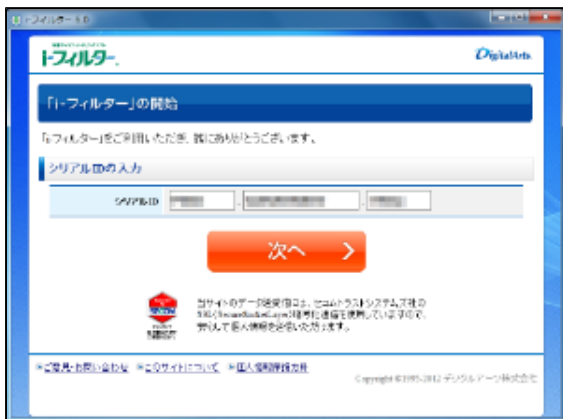 i-フィルター 6.0
i-フィルター.
DigitalArts.
「i-フィルター」の開始
「i-フィルター」をご利用いただき、誠にありがとうございます。
シリアルIDの入力
シリアルID
次へ
当サイトのデータ送受信には、セコムトラストシステムズ社の
SSL(SecureSocketLayer)暗号化通信を使用していますので、
安心して個人情報を送信いただけます。
ご意見・お問い合わせ このサイトについて 個人情報保護方針
Copyright ©1995-2012 デジタルアーツ株式会社